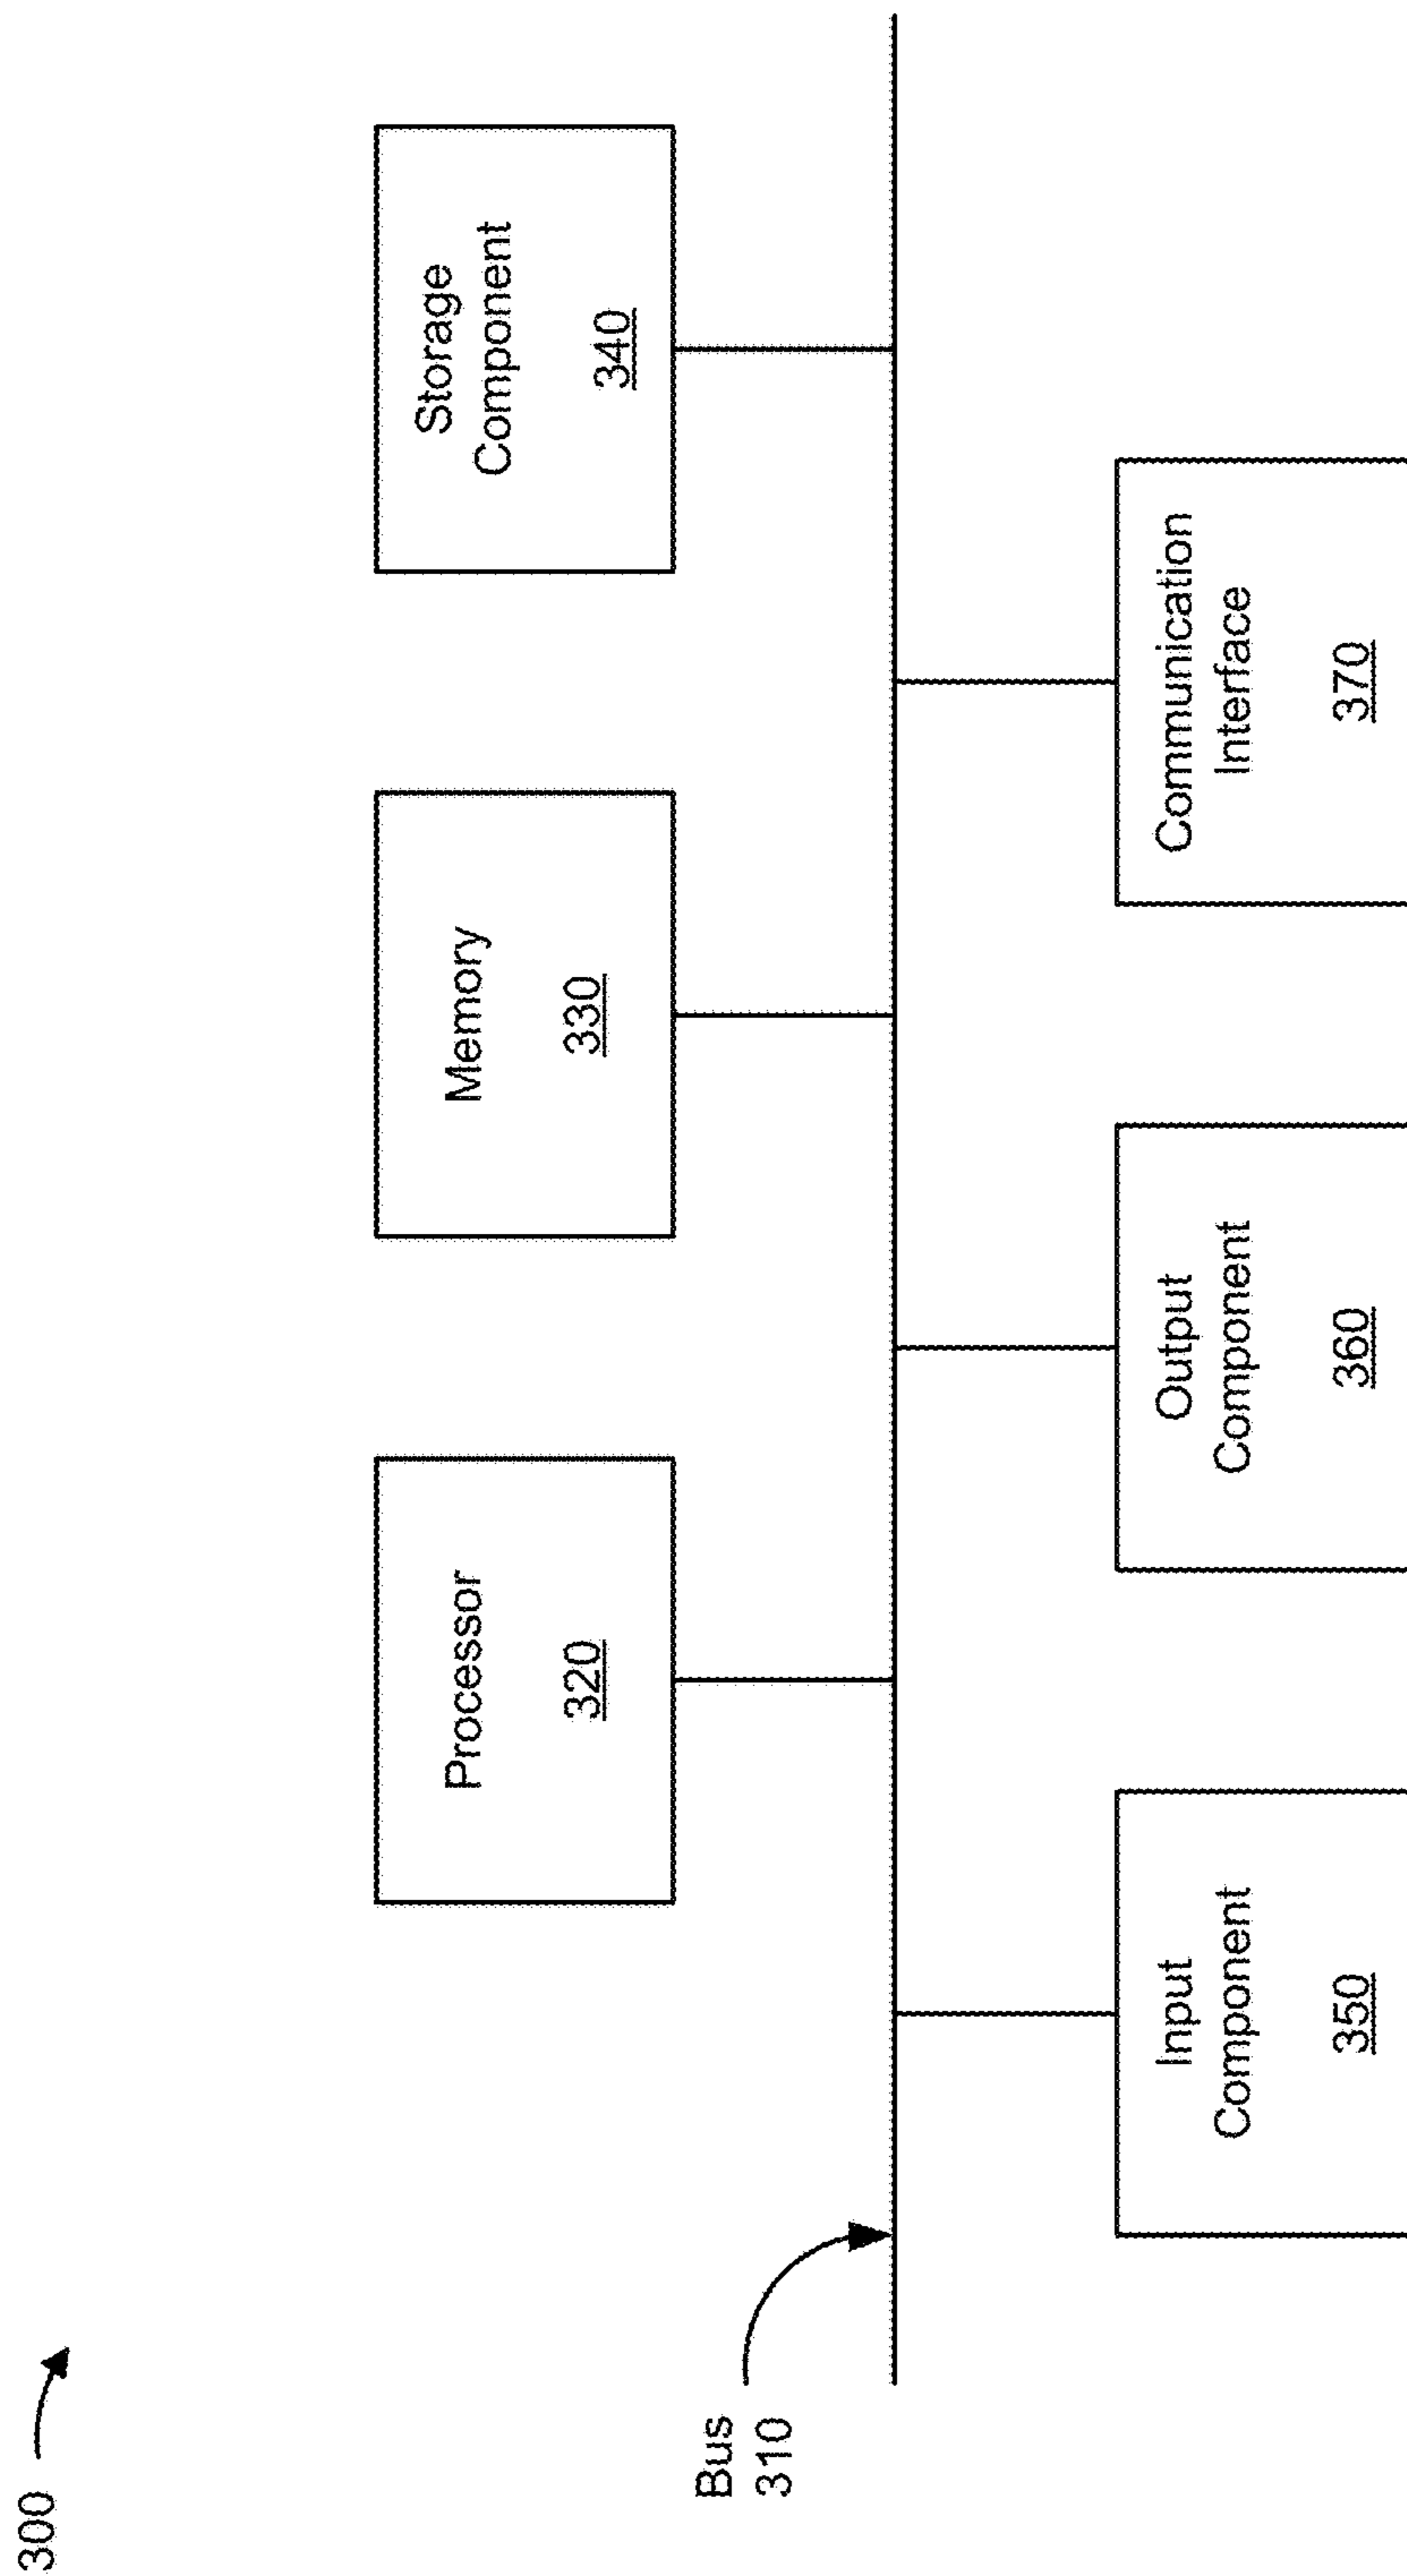 300
Bus
310
Processor
320
Memory
330
Storage
Component
340
Input
Component
350
Output
Component
360
Communication
Interface
370